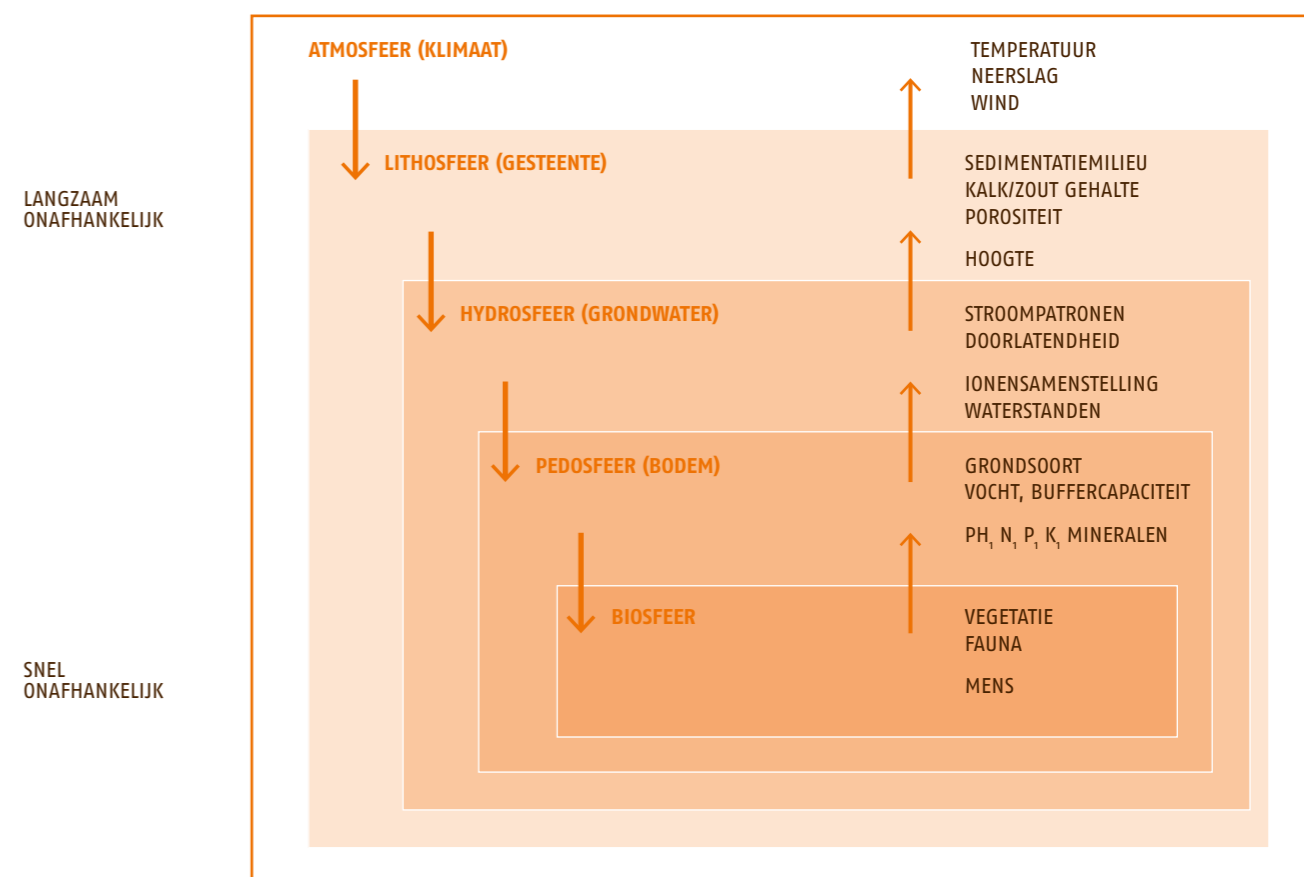 ATMOSFEER (KLIMAAT)
TEMPERATUUR
NEERSLAG
WIND
LITHOSFEER (GESTEENTE)
SEDIMENTATIEMILIEU
KALK/ZOUT GEHALTE
POROSITEIT
HOOGTE
LANGZAAM
ONAFHANKELIJK
HYDROSFEER (GRONDWATER)
STROOMPATRONEN
DOORLATENDHEID
IONENSAMENSTELLING
WATERSTANDEN
PEDOSFEER (BODEM)
GRONDSOORT
VOCHT, BUFFERCAPACITEIT
PH₁ N₁ P₁ K₁ MINERALEN
BIOSFEER
VEGETATIE
FAUNA
MENS
SNEL
ONAFHANKELIJK